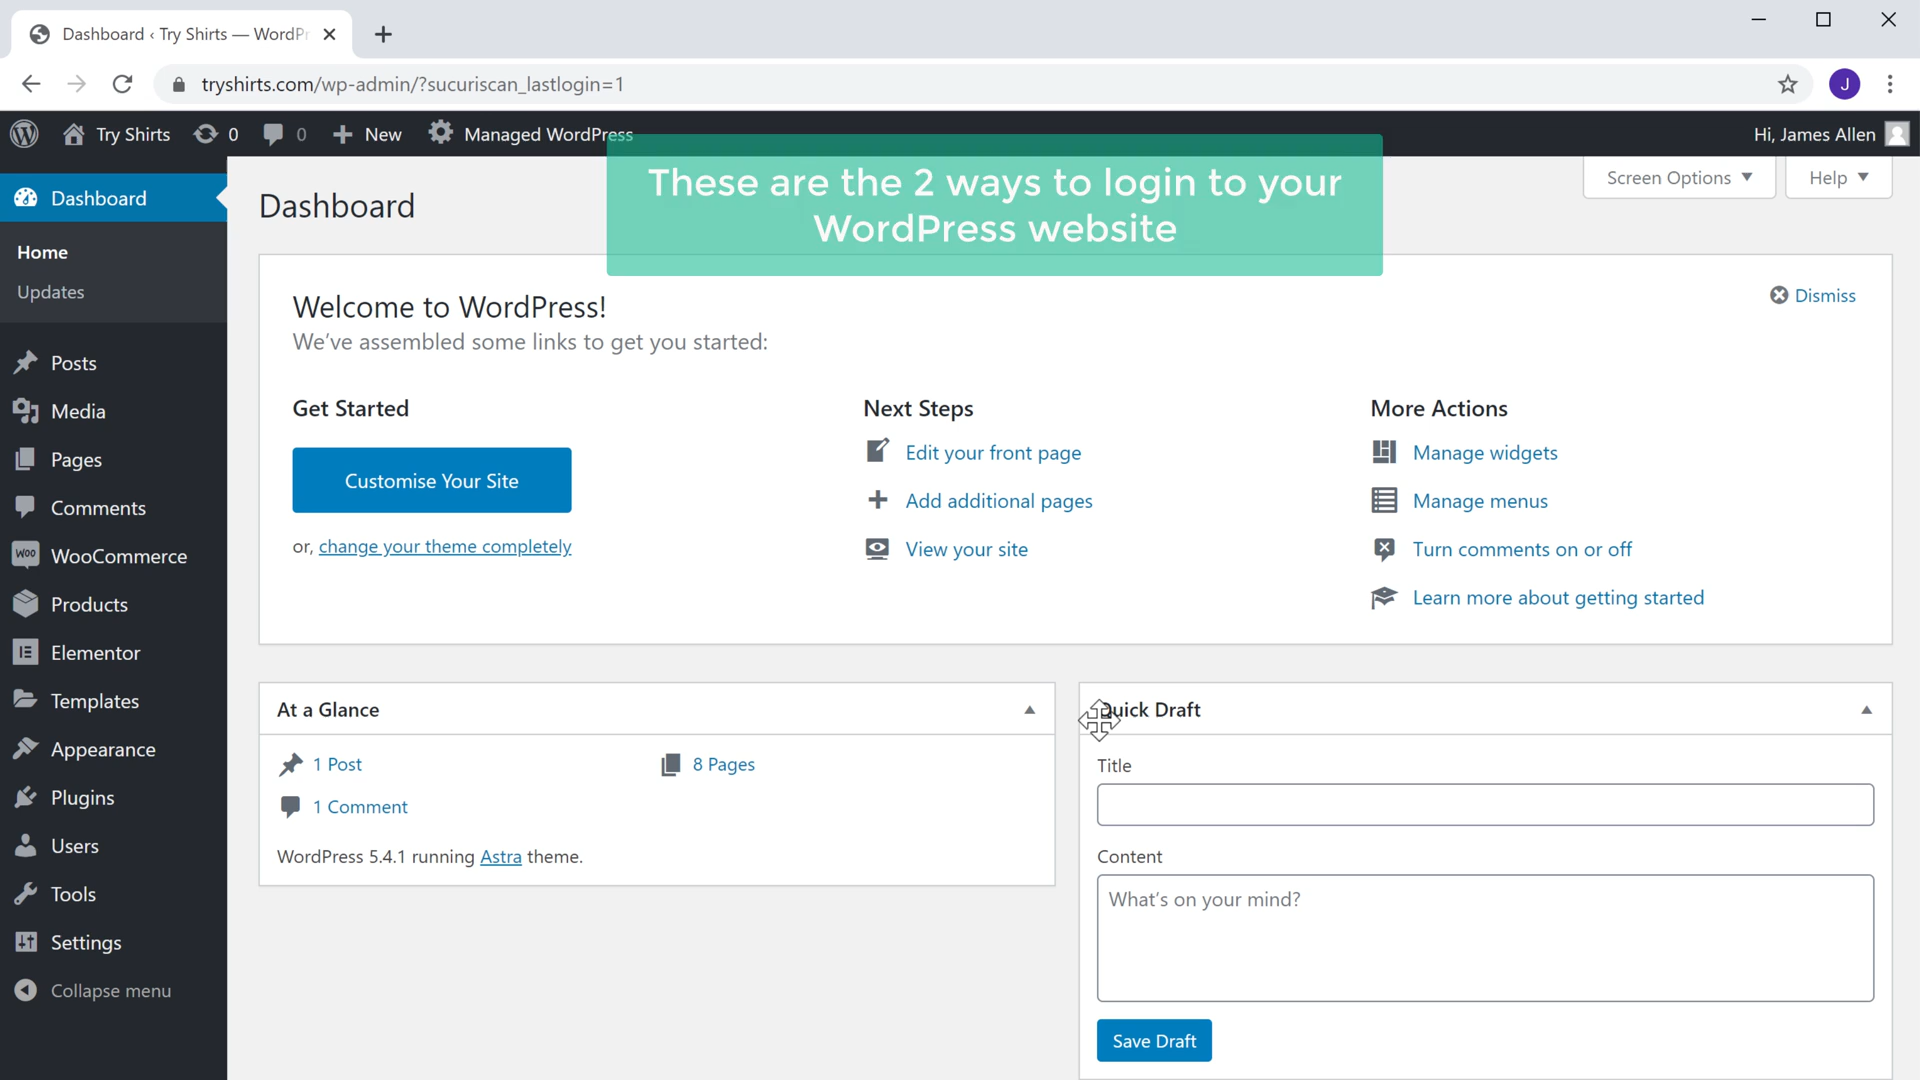 Dashboard ‹ Try Shirts — WordPr
tryshirts.com/wp-admin/?sucuriscan_lastlogin=1
J
Try Shirts 0 0 New Managed WordPress
Hi, James Allen
These are the 2 ways to login to your
WordPress website
Screen Options
Help
Dashboard
Home
Updates
Posts
Media
Pages
Comments
Woo WooCommerce
Products
Elementor
Templates
Appearance
Plugins
Users
Tools
Settings
Collapse menu
Dashboard
Welcome to WordPress!
Dismiss
We've assembled some links to get you started:
Get Started
Customise Your Site
or, change your theme completely
Next Steps
Edit your front page
Add additional pages
View your site
More Actions
Manage widgets
Manage menus
Turn comments on or off
Learn more about getting started
At a Glance
1 Post
8 Pages
1 Comment
WordPress 5.4.1 running Astra theme.
Quick Draft
Title
Content
What's on your mind?
Save Draft